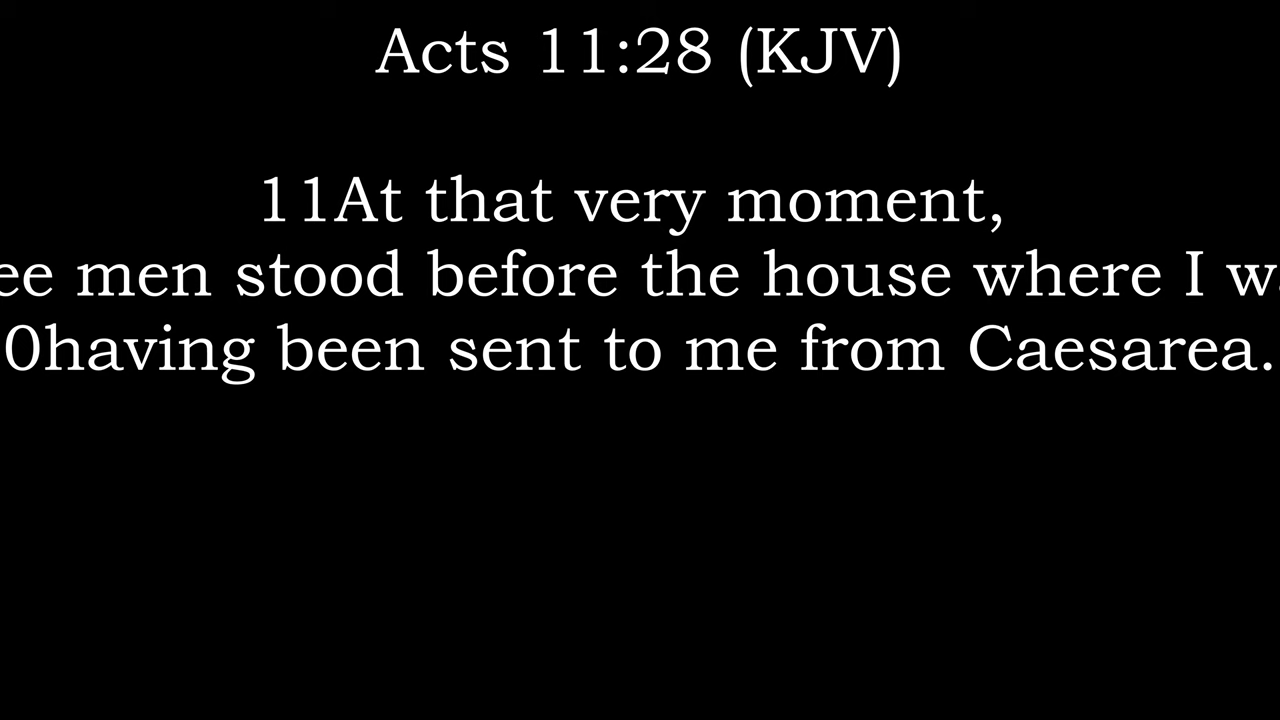 Acts 11:28 (KJV)
11At that very moment,
ee men stood before the house where I wa
0having been sent to me from Caesarea.